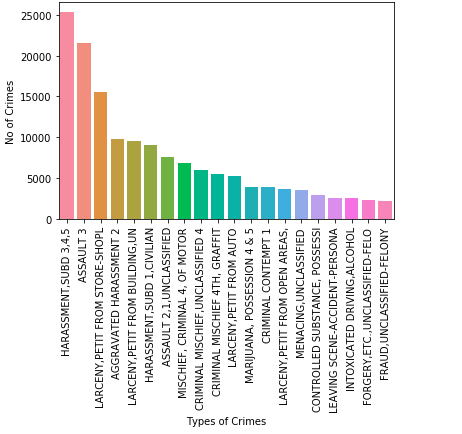 25000
20000
15000
10000
5000
0
No of Crimes
HARASSMENT,SUBD 3,4,5
ASSAULT 3
LARCENY,PETIT FROM STORE-SHOPL
AGGRAVATED HARASSMENT 2
LARCENY,PETIT FROM BUILDING,UN
HARASSMENT,SUBD 1,CIVILIAN
ASSAULT 2,1,UNCLASSIFIED
MISCHIEF, CRIMINAL 4, OF MOTOR
CRIMINAL MISCHIEF,UNCLASSIFIED 4
CRIMINAL MISCHIEF 4TH, GRAFFIT
LARCENY,PETIT FROM AUTO
MARIJUANA, POSSESSION 4 & 5
CRIMINAL CONTEMPT 1
LARCENY,PETIT FROM OPEN AREAS,
MENACING,UNCLASSIFIED
CONTROLLED SUBSTANCE, POSSESSI
LEAVING SCENE-ACCIDENT-PERSONA
INTOXICATED DRIVING,ALCOHOL
FORGERY,ETC.,UNCLASSIFIED-FELO
FRAUD,UNCLASSIFIED-FELONY
Types of Crimes